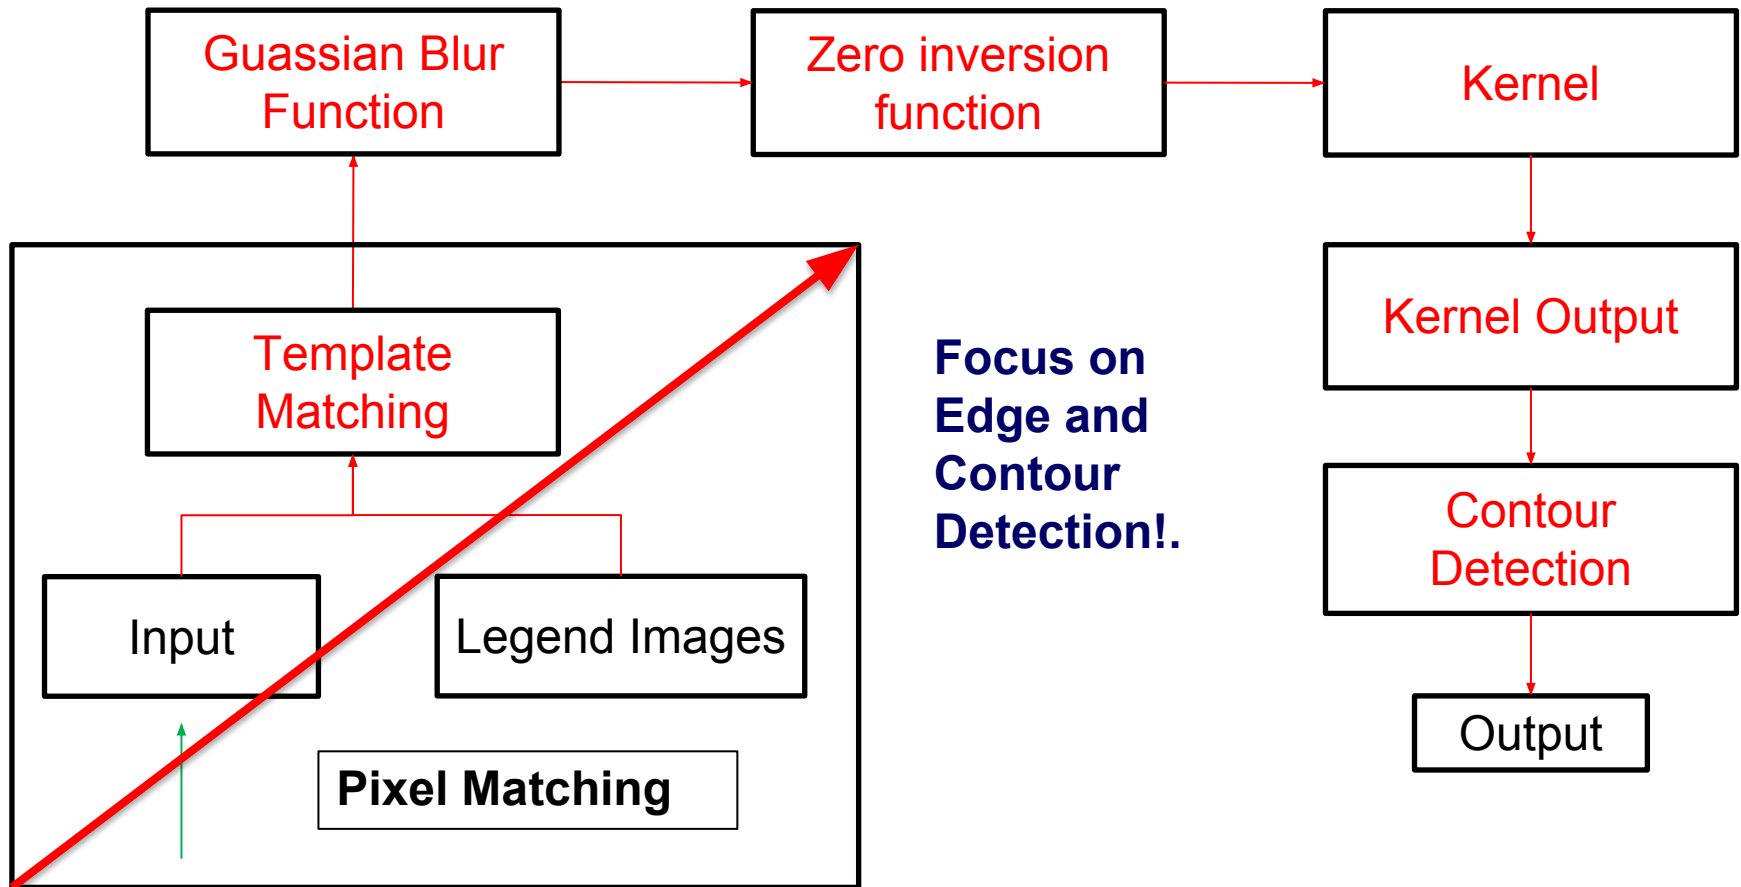 Guassian Blur
Function
Zero inversion
function
Kernel
Template
Matching
Focus on
Edge and
Contour
Detection!.
Kernel Output
Contour
Detection
Input
Legend Images
Output
Pixel Matching